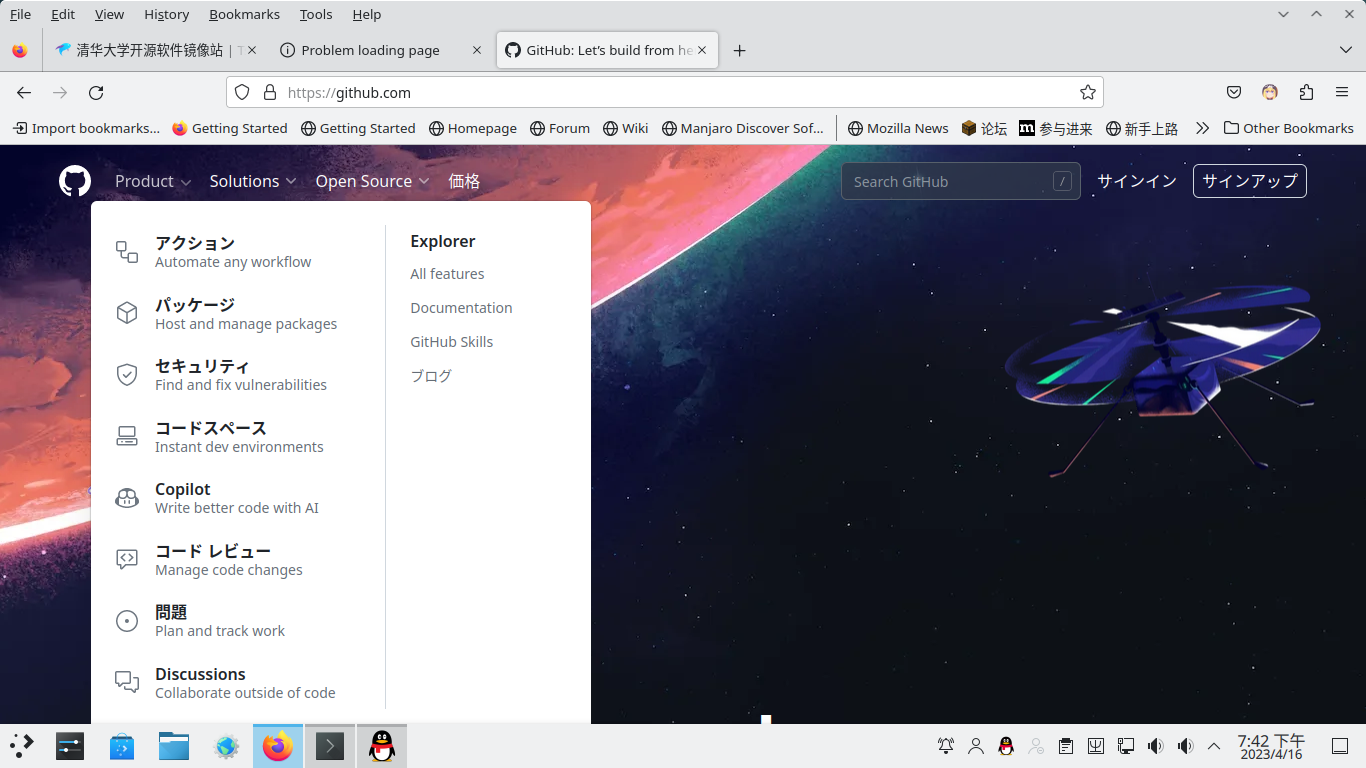 File Edit View History Bookmarks Tools Help
清华大学开源软件镜像站 | T
Problem loading page
GitHub: Let's build from he
https://github.com
Import bookmarks...
Getting Started
Getting Started
Homepage
Forum
Wiki
Manjaro Discover Sof...
Mozilla News
论坛
m 参与进来
新手上路
Other Bookmarks
Product
Solutions
Open Source
価格
Search GitHub /
サインイン
サインアップ
アクション
Automate any workflow
パッケージ
Host and manage packages
セキュリティ
Find and fix vulnerabilities
コードスペース
Instant dev environments
Copilot
Write better code with AI
コード レビュー
Manage code changes
問題
Plan and track work
Discussions
Collaborate outside of code
Explorer
All features
Documentation
GitHub Skills
ブログ
7:42 下午
2023/4/16